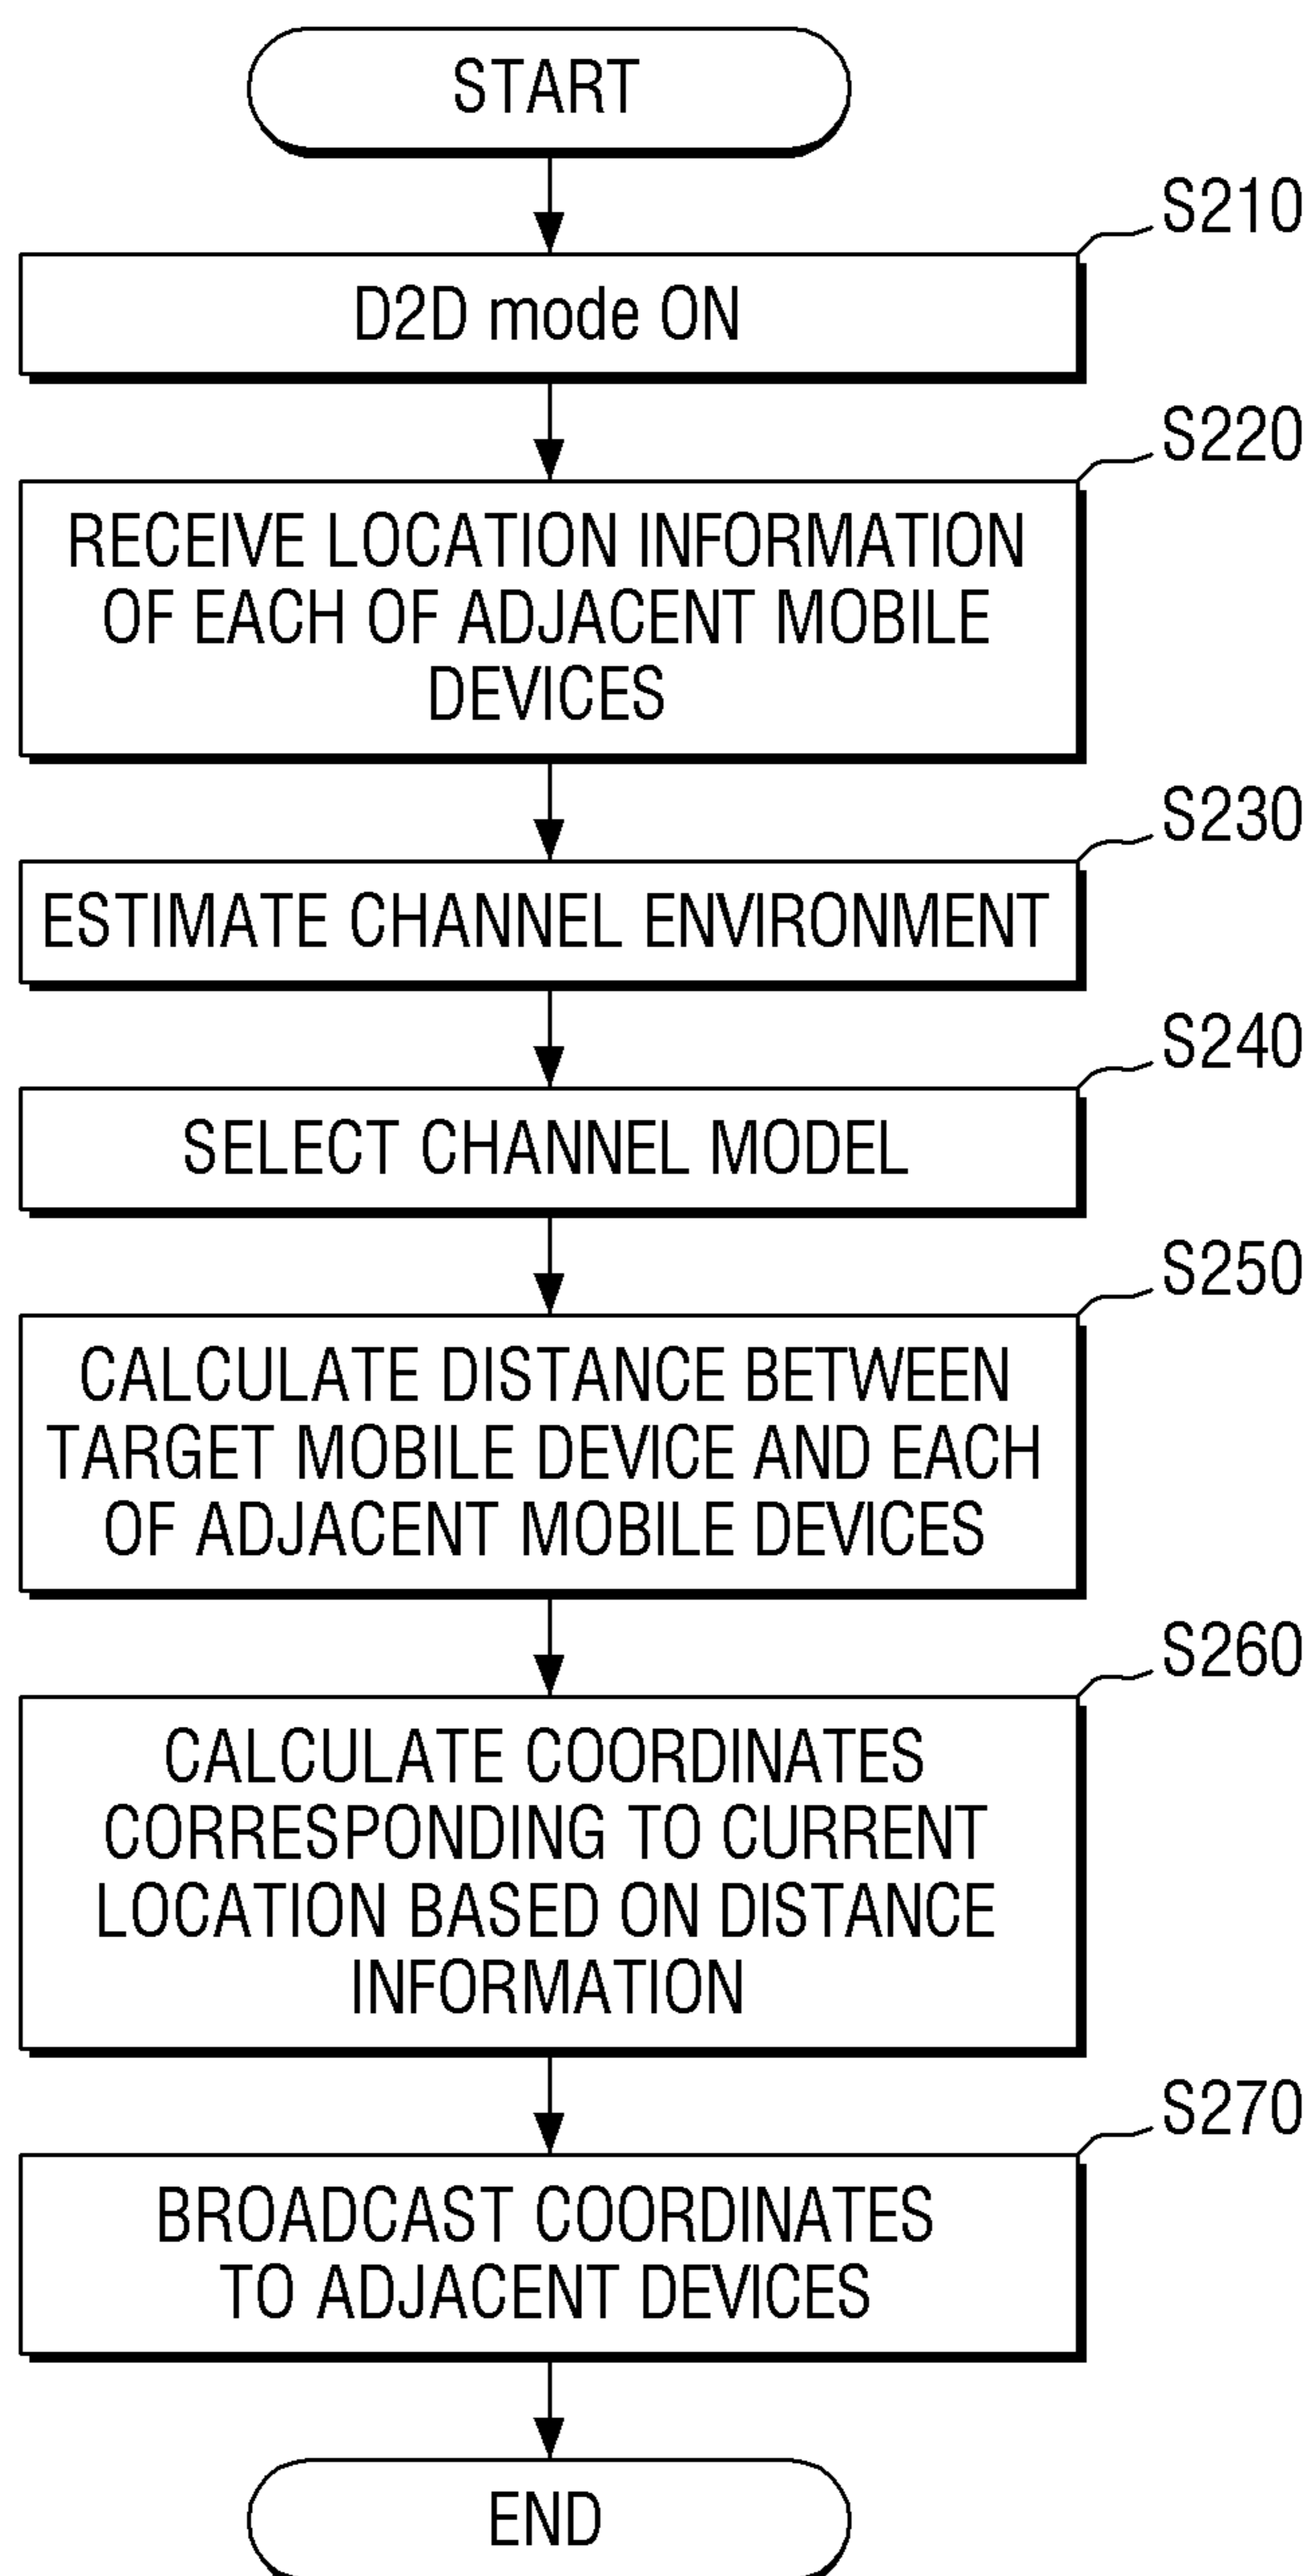 START
S210
D2D mode ON
S220
RECEIVE LOCATION INFORMATION
OF EACH OF ADJACENT MOBILE
DEVICES
S230
ESTIMATE CHANNEL ENVIRONMENT
S240
SELECT CHANNEL MODEL
S250
CALCULATE DISTANCE BETWEEN
TARGET MOBILE DEVICE AND EACH
OF ADJACENT MOBILE DEVICES
S260
CALCULATE COORDINATES
CORRESPONDING TO CURRENT
LOCATION BASED ON DISTANCE
INFORMATION
S270
BROADCAST COORDINATES
TO ADJACENT DEVICES
END